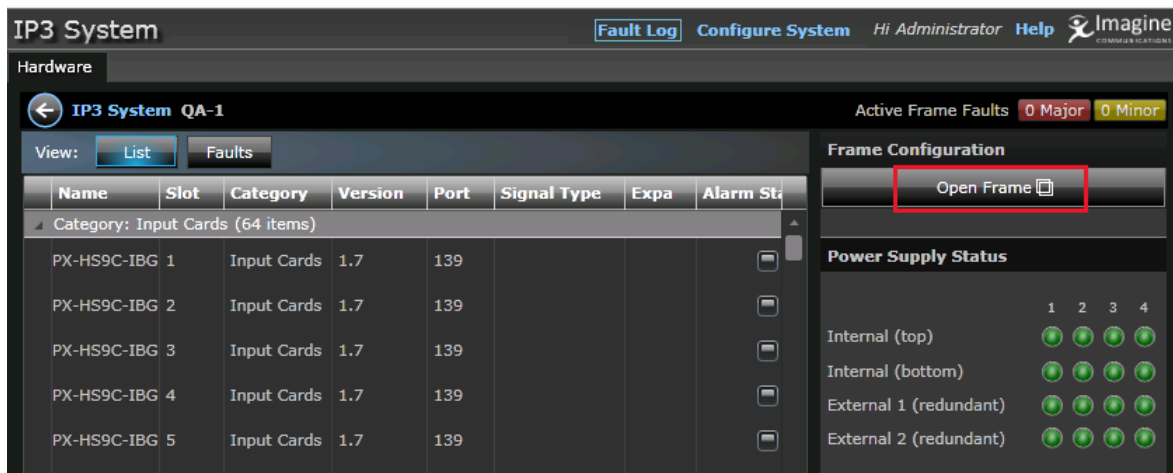 IP3 System Fault Log Configure System Hi Administrator Help Imagine
COMMUNICATIONS
Hardware
IP3 System QA-1 Active Frame Faults 0 Major 0 Minor
View: List Faults Frame Configuration
Open Frame
Name Slot Category Version Port Signal Type Expa Alarm Sta
Category: Input Cards (64 items)
PX-HS9C-IBG 1 Input Cards 1.7 139
PX-HS9C-IBG 2 Input Cards 1.7 139
PX-HS9C-IBG 3 Input Cards 1.7 139
PX-HS9C-IBG 4 Input Cards 1.7 139
PX-HS9C-IBG 5 Input Cards 1.7 139
Power Supply Status
1 2 3 4
Internal (top)
Internal (bottom)
External 1 (redundant)
External 2 (redundant)